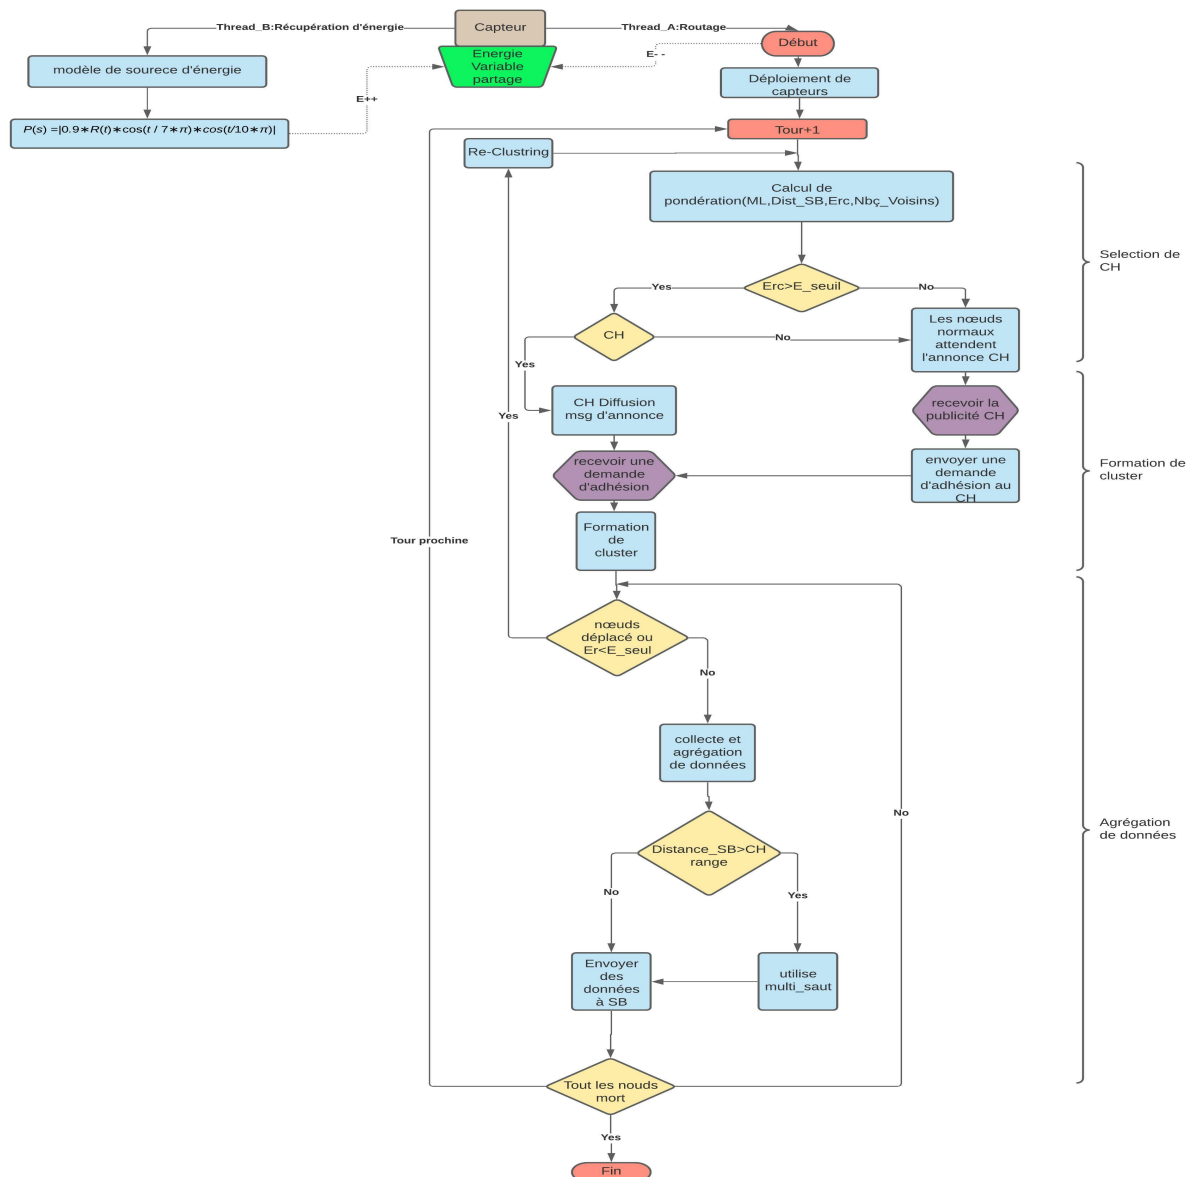 Thread_B:Récupération d'énergie
Capteur
Thread_A:Routage
Début
Energie
Variable
partage
E- -
modèle de sourece d'énergie
Déploiement de
capteurs
E++
P(s) =|0.9∗R(t)∗cos(t / 7∗π)∗cos(t/10∗π)|
Tour+1
Re-Clustring
Calcul de
pondération(ML,Dist_SB,Erc,Nbç_Voisins)
Selection de
CH
Erc>E_seuil
Yes
No
Les nœuds
normaux
attendent
l'annonce CH
CH
No
Yes
CH Diffusion
msg d'annonce
recevoir la
publicité CH
Yes
recevoir une
demande
d'adhésion
envoyer une
demande
d'adhésion au
CH
Formation de
cluster
Formation
de
cluster
Tour prochine
nœuds
déplacé ou
Er<E_seul
No
collecte et
agrégation
de données
No
Agrégation
de données
Distance_SB>CH
range
No
Yes
Envoyer
des
données
à SB
utilise
multi_saut
Tout les nouds
mort
Yes
Fin